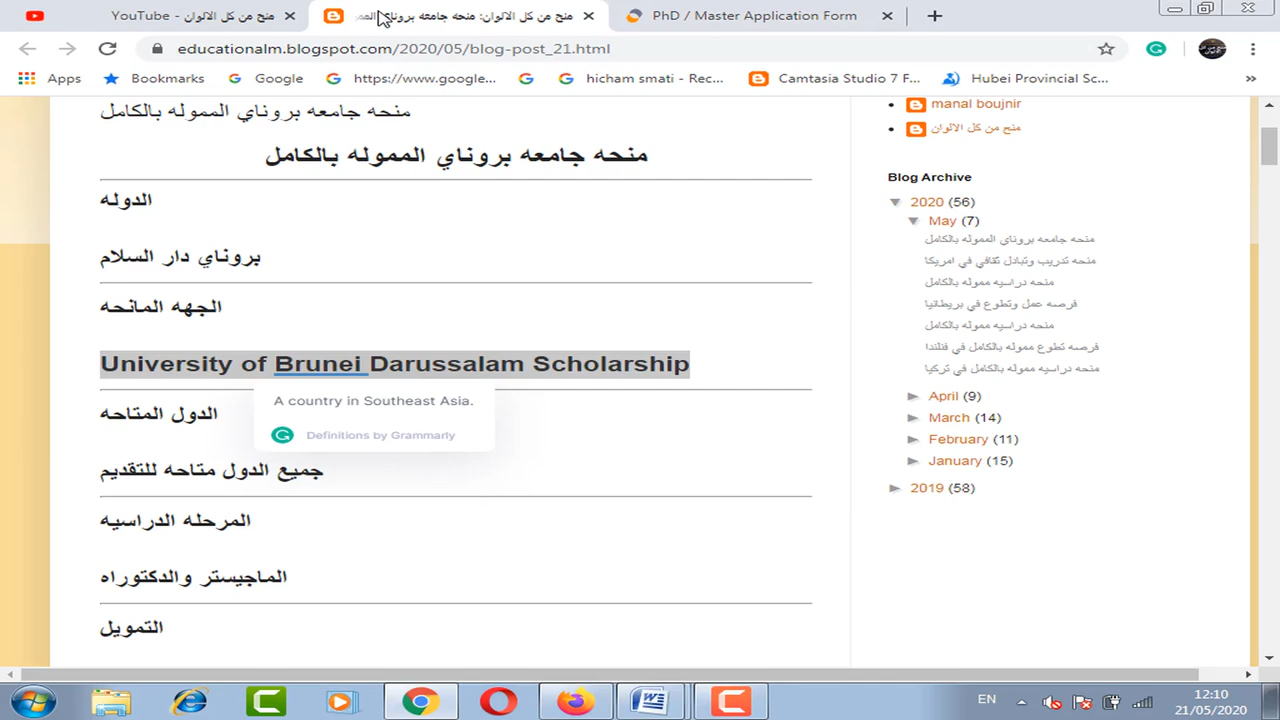 YouTube - منح من كل الالوان
منح من كل الالوان: منحه جامعه بروناي
PhD / Master Application Form
educationalm.blogspot.com/2020/05/blog-post_21.html
Apps
Bookmarks
Google
https://www.google...
hicham smati - Rec...
Camtasia Studio 7 F...
Hubei Provincial Sc...
»
منحه جامعه بروناي المموله بالكامل
منحه جامعه بروناي المموله بالكامل
الدوله
بروناي دار السلام
الجهه المانحه
University of Brunei Darussalam Scholarship
A country in Southeast Asia.
Definitions by Grammarly
الدول المتاحه
جميع الدول متاحه للتقديم
المرحله الدراسيه
الماجيستر والدكتوراه
التمويل
manal boujnir
منح من كل الالوان
Blog Archive
2020 (56)
May (7)
منحه جامعه بروناي المموله بالكامل
منحه تدريب وتبادل ثقافي في امريكا
منحه دراسيه مموله بالكامل
فرصه عمل وتطوع في بريطانيا
منحه دراسيه مموله بالكامل
فرصه تطوع مموله بالكامل في فنلندا
منحه دراسيه مموله بالكامل في تركيا
April (9)
March (14)
February (11)
January (15)
2019 (58)
EN
12:10
21/05/2020